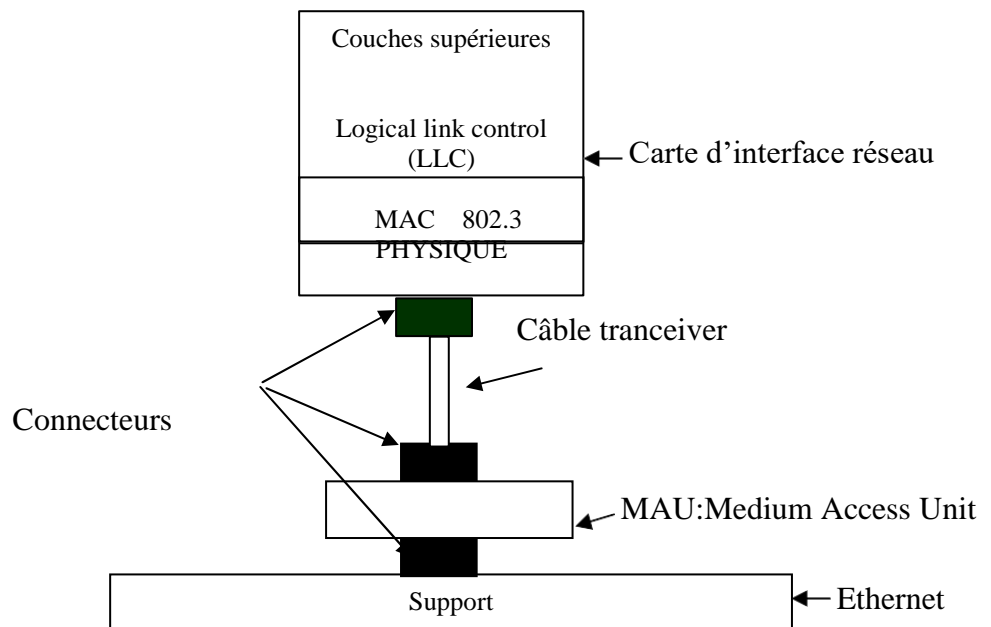 Couches supérieures
Logical link control
(LLC)
Carte d’interface réseau
MAC 802.3
PHYSIQUE
Câble tranceiver
Connecteurs
MAU:Medium Access Unit
Support
Ethernet